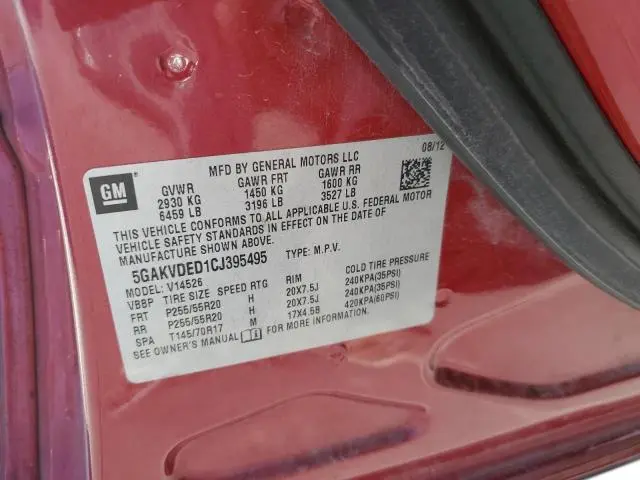 GM
MFD BY GENERAL MOTORS LLC 08/12
GVWR GAWR FRT GAWR RR
2930 KG 1450 KG 1600 KG
6459 LB 3196 LB 3527 LB
THIS VEHICLE CONFORMS TO ALL APPLICABLE U.S. FEDERAL MOTOR
VEHICLE SAFETY STANDARDS IN EFFECT ON THE DATE OF
MANUFACTURE SHOWN ABOVE.
5GAKVDED1CJ395495 TYPE: M.P.V.
MODEL: V14526
VBBP TIRE SIZE SPEED RTG RIM COLD TIRE PRESSURE
FRT P255/55R20 H 20X7.5J 240KPA(35PSI)
RR P255/55R20 H 20X7.5J 240KPA(35PSI)
SPA T145/70R17 M 17X4.5B 420KPA(60PSI)
SEE OWNER'S MANUAL FOR MORE INFORMATION.